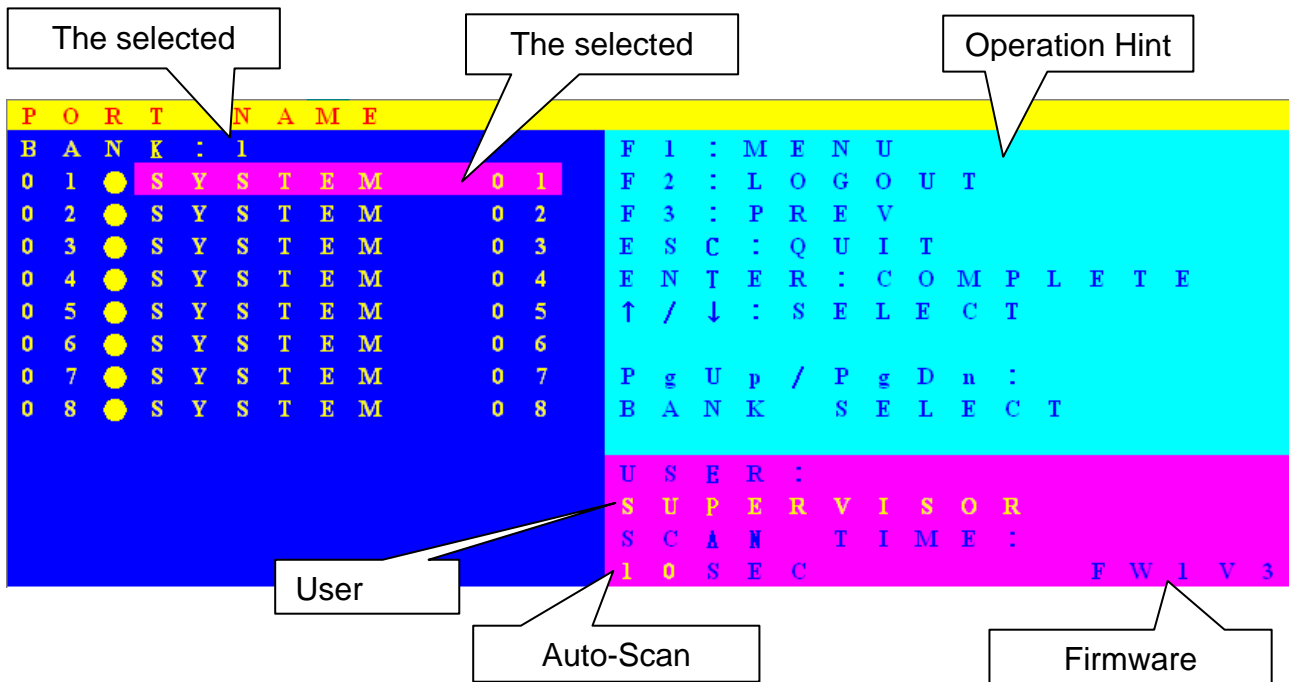 The selected
The selected
Operation Hint
PORT NAME
BANK:1
01 SYSTEM 01
02 SYSTEM 02
03 SYSTEM 03
04 SYSTEM 04
05 SYSTEM 05
06 SYSTEM 06
07 SYSTEM 07
08 SYSTEM 08
F1:MENU
F2:LOGOUT
F3:PREV
ESC:QUIT
ENTER:COMPLETE
↑/↓:SELECT
PgUp/PgDn:
BANK SELECT
USER:
SUPERVISOR
SCAN TIME:
10SEC FW1V3
User
Auto-Scan
Firmware